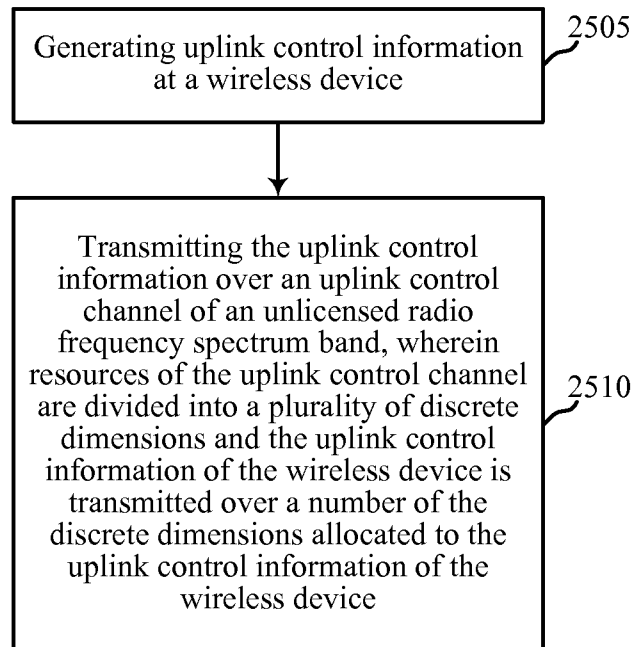 Generating uplink control information
at a wireless device
2505
Transmitting the uplink control
information over an uplink control
channel of an unlicensed radio
frequency spectrum band, wherein
resources of the uplink control channel
are divided into a plurality of discrete
dimensions and the uplink control
information of the wireless device is
transmitted over a number of the
discrete dimensions allocated to the
uplink control information of the
wireless device
2510